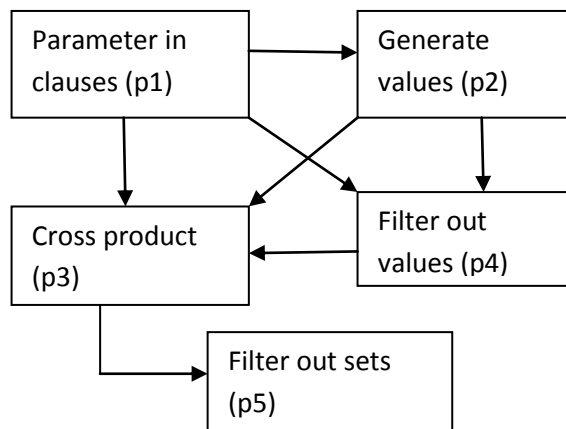 Parameter in
clauses (p1)
Generate
values (p2)
Cross product
(p3)
Filter out
values (p4)
Filter out sets
(p5)